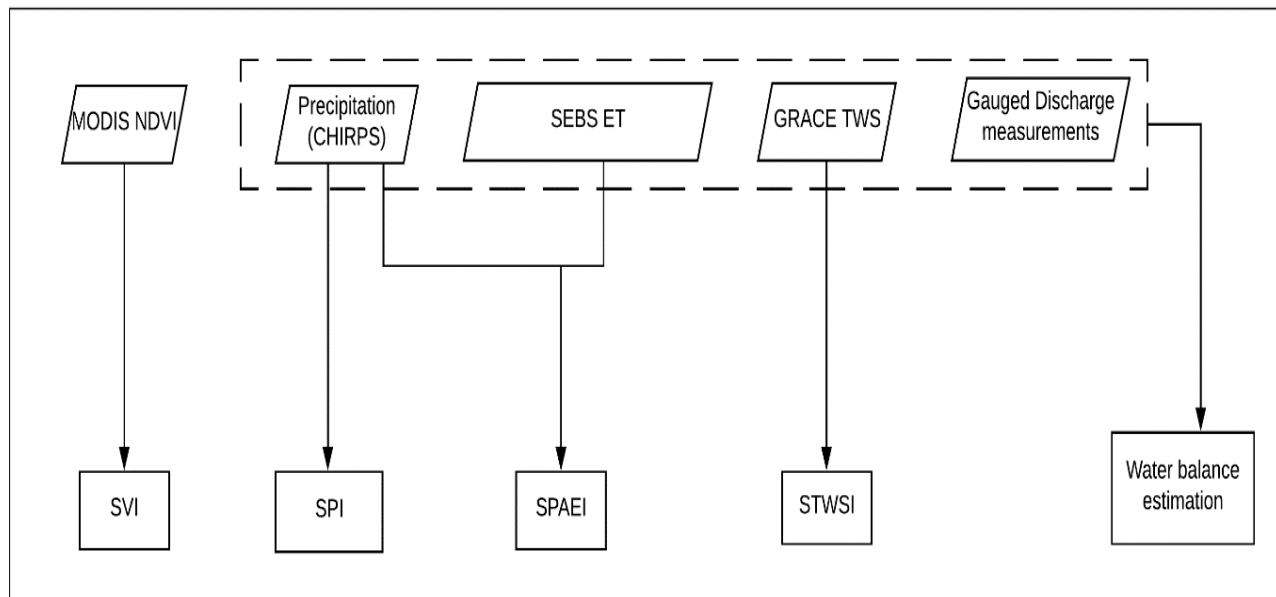 MODIS NDVI
Precipitation
(CHIRPS)
SEBS ET
GRACE TWS
Gauged Discharge
measurements
SVI
SPI
SPAEI
STWSI
Water balance
estimation